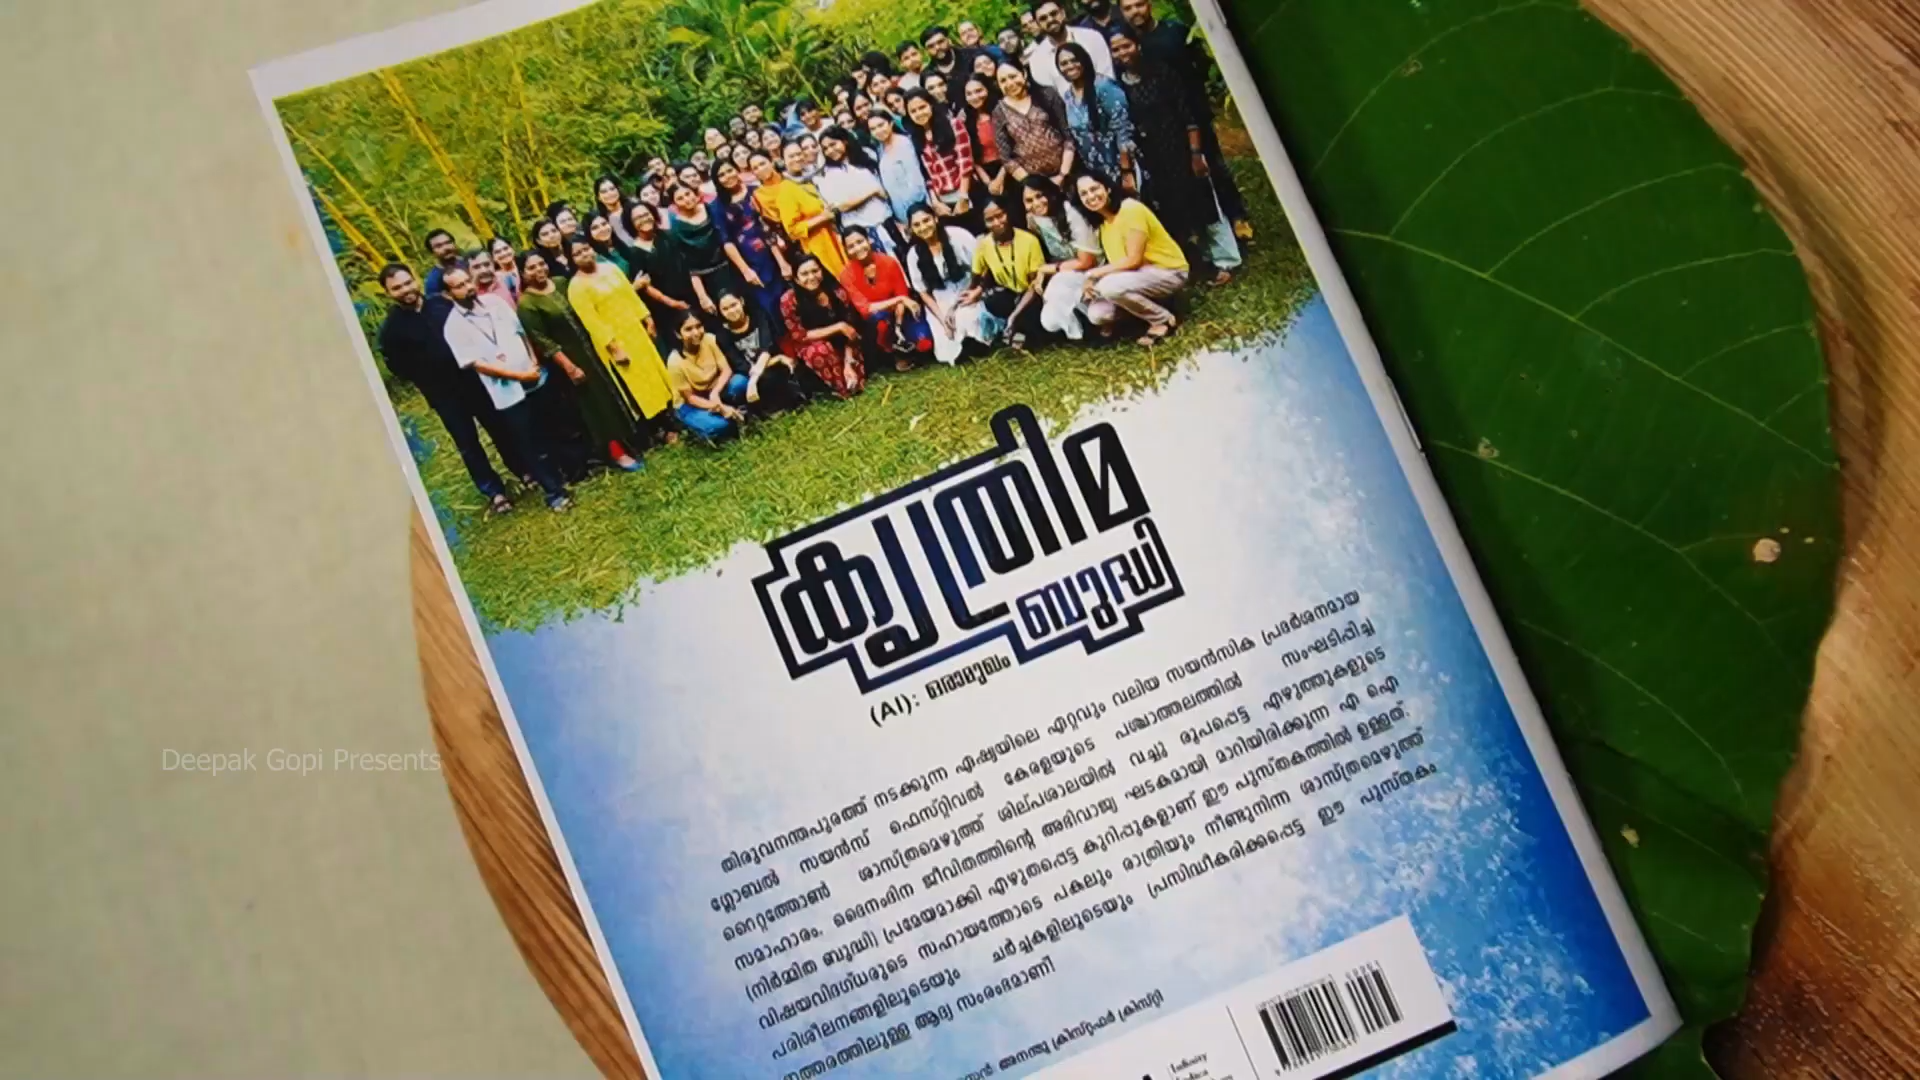 കൃത്രിമ
ബുദ്ധി
(AI): ഒരാമുഖം
തിരുവനന്തപുരത്ത് നടക്കുന്ന ഏഷ്യയിലെ ഏറ്റവും വലിയ സയൻസിക പ്രദർശനമായ
ഗ്ലോബൽ സയൻസ് ഫെസ്റ്റിവൽ കേരളയുടെ പശ്ചാത്തലത്തിൽ സംഘടിപ്പിച്ച
റൈറ്റത്തോൺ ശാസ്ത്രമെഴുത്ത് ശില്പശാലയിൽ വച്ചു രൂപപ്പെട്ട എഴുത്തുകളുടെ
സമാഹാരം. ദൈനംദിന ജീവിതത്തിന്റെ അഭിവാജ്യ ഘടകമായി മാറിയിരിക്കുന്ന എ ഐ
(നിർമ്മിത ബുദ്ധി) പ്രമേയമാക്കി എഴുതപ്പെട്ട കുറിപ്പുകളാണ് ഈ പുസ്തകത്തിൽ ഉള്ളത്.
വിഷയവിദഗ്ധരുടെ സഹായത്തോടെ പകലും രാത്രിയും നീണ്ടുനിന്ന ശാസ്ത്രമെഴുത്ത്
പരിശീലനങ്ങളിലൂടെയും ചർച്ചകളിലൂടെയും പ്രസിദ്ധീകരിക്കപ്പെട്ട ഈ പുസ്തകം
ഇത്തരത്തിലുള്ള ആദ്യ സംരംഭമാണ്!
അനന്തു ക്രിസ്റ്റഫർ ക്രിസ്റ്റി
Deepak Gopi Presents